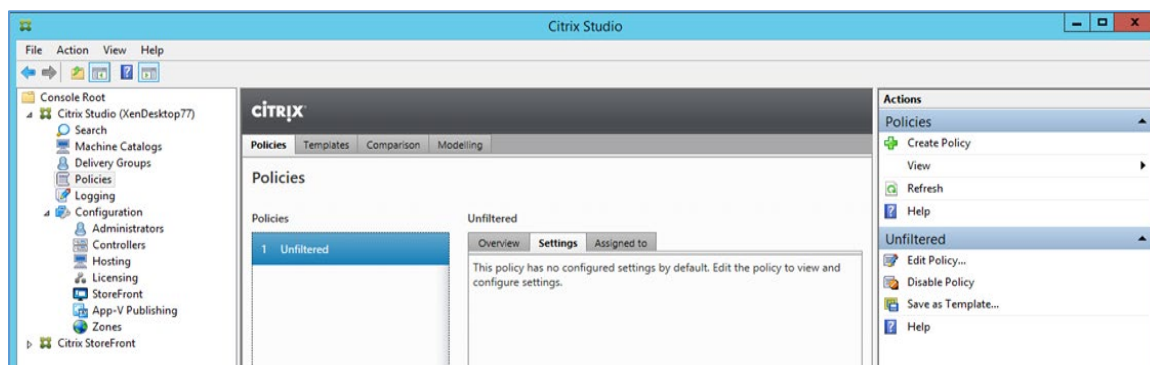 Citrix Studio
File Action View Help
Console Root
Citrix Studio (XenDesktop77)
Search
Machine Catalogs
Delivery Groups
Policies
Logging
Configuration
Administrators
Controllers
Hosting
Licensing
StoreFront
App-V Publishing
Zones
Citrix StoreFront
CİTRIX
Policies Templates Comparison Modelling
Policies
Policies
1 Unfiltered
Unfiltered
Overview Settings Assigned to
This policy has no configured settings by default. Edit the policy to view and
configure settings.
Actions
Policies
Create Policy
View
Refresh
Help
Unfiltered
Edit Policy...
Disable Policy
Save as Template...
Help